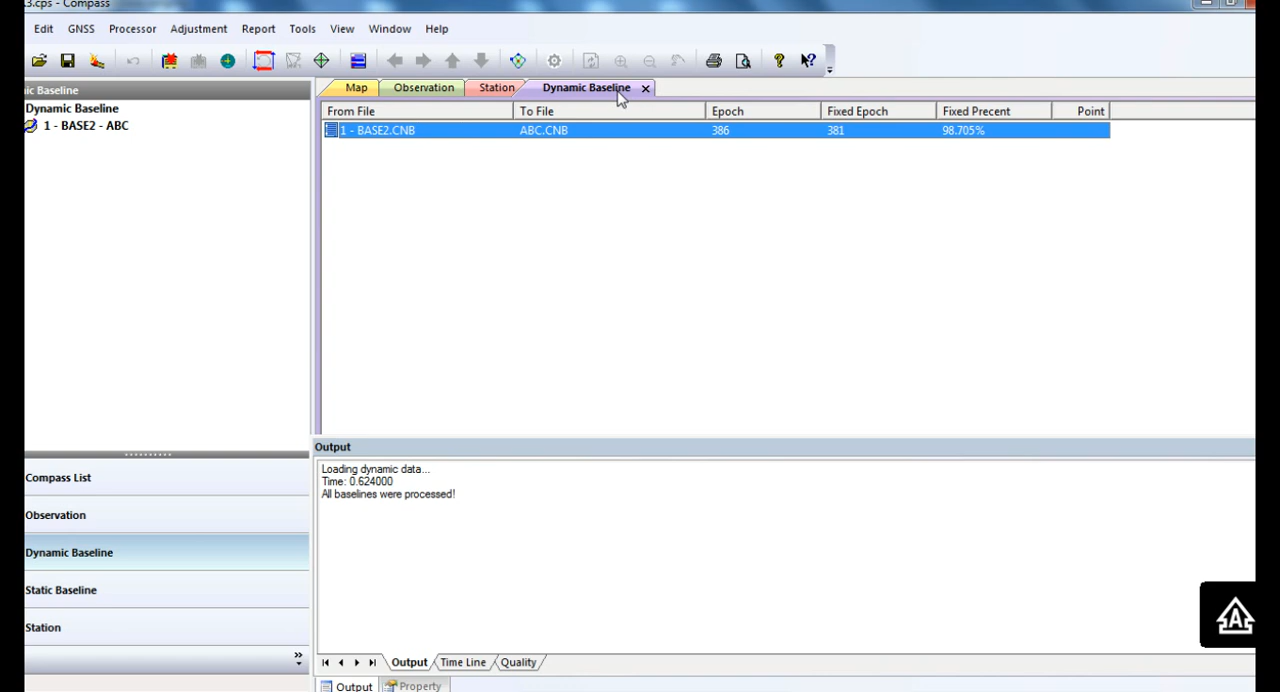 .3.cps - Compass
Edit GNSS Processor Adjustment Report Tools View Window Help
ic Baseline
Map Observation Station Dynamic Baseline
Dynamic Baseline
1 - BASE2 - ABC
From File To File Epoch Fixed Epoch Fixed Precent Point
1 - BASE2.CNB ABC.CNB 386 381 98.705%
Output
Loading dynamic data...
Time: 0.624000
All baselines were processed!
Compass List
Observation
Dynamic Baseline
Static Baseline
Station
Output Time Line Quality
Output Property
A